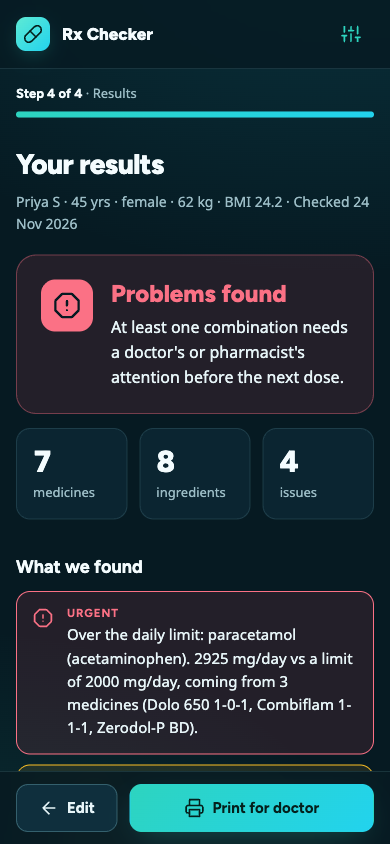 Rx Checker
Step 4 of 4 · Results
Your results
Priya S · 45 yrs · female · 62 kg · BMI 24.2 · Checked 24
Nov 2026
Problems found
At least one combination needs
a doctor's or pharmacist's
attention before the next dose.
7
medicines
8
ingredients
4
issues
What we found
URGENT
Over the daily limit: paracetamol
(acetaminophen). 2925 mg/day vs a limit
of 2000 mg/day, coming from 3
medicines (Dolo 650 1-0-1, Combiflam 1-
1-1, Zerodol-P BD).
Edit
Print for doctor